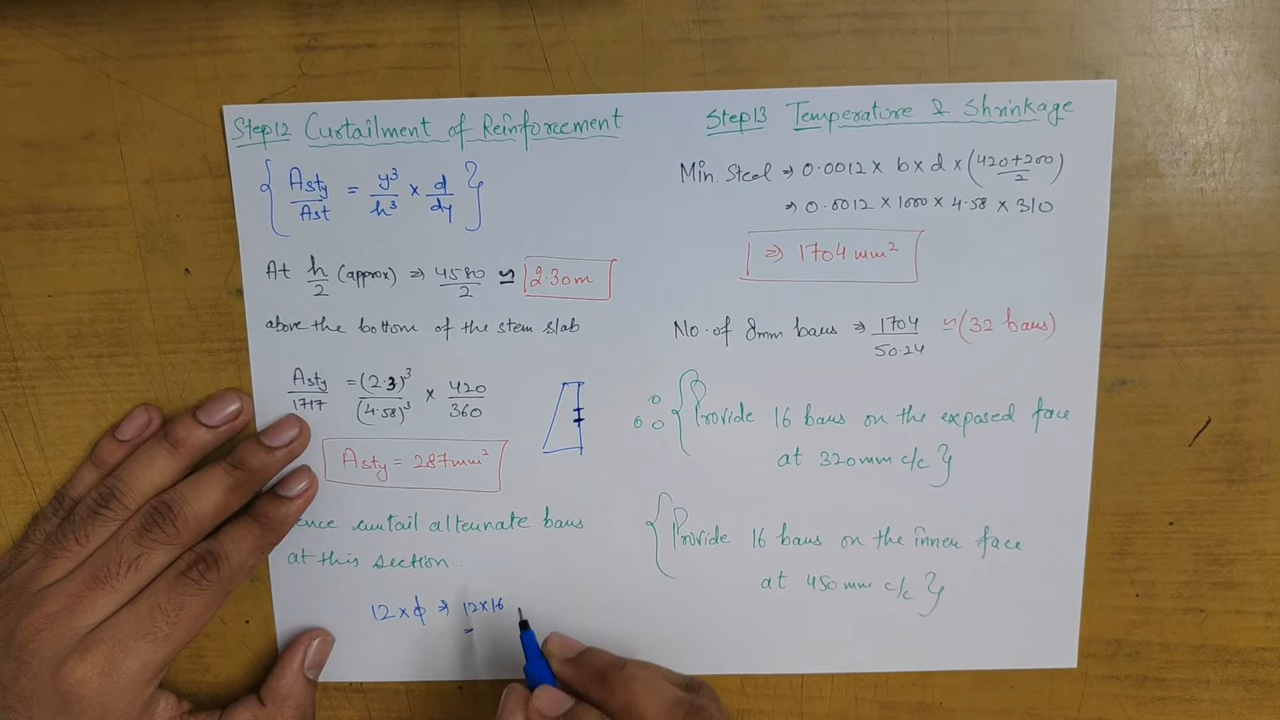 Step12 Curtailment of Reinforcement
{ Asty/Ast = y³/h³ × d/dy }
At h/2 (approx) ⇒ 4580/2 ≃ 2.30m
above the bottom of the stem slab
Asty/1717 = (2.3)³/(4.58)³ × 420/360
Asty = 287mm²
ence curtail alternate bars
at this section.
12×ϕ ⇒ 12×16
Step13 Temperature & Shrinkage
Min. Steel ⇒ 0.0012 × b×d × (420+200/2)
⇒ 0.0012 × 1000 × 4.58 × 310
⇒ 1704 mm²
No. of 8mm bars ⇒ 1704/50.24 ≃ (32 bars)
{ Provide 16 bars on the exposed face
at 320mm c/c }
{ Provide 16 bars on the inner face
at 450 mm c/c }